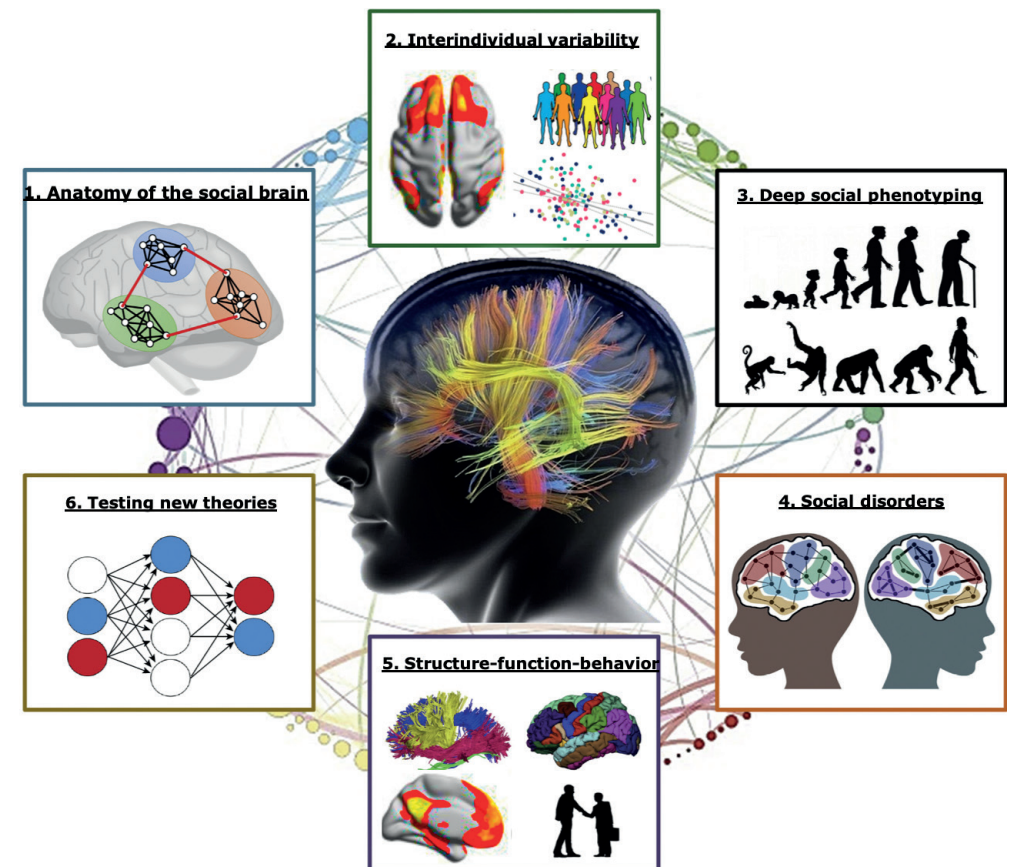 1. Anatomy of the social brain
2. Interindividual variability
3. Deep social phenotyping
4. Social disorders
5. Structure-function-behavior
6. Testing new theories